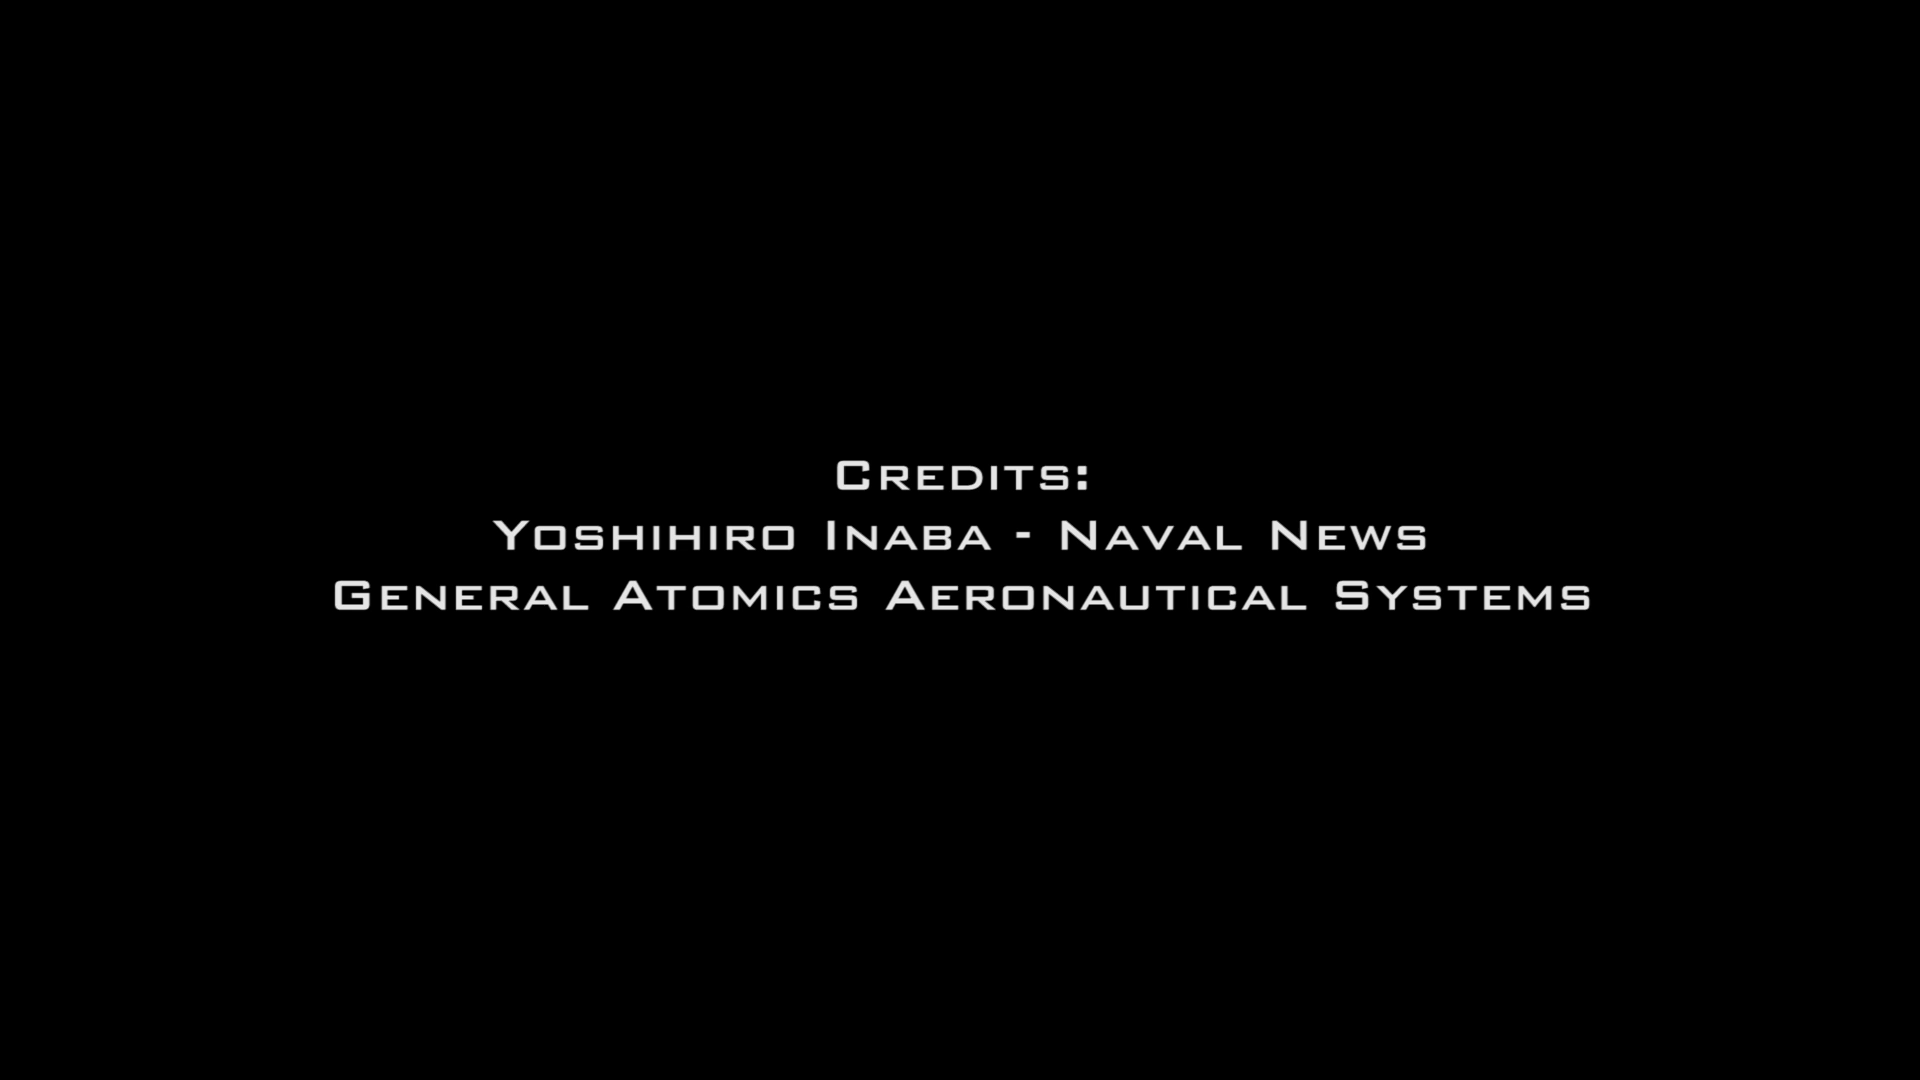 Credits:
Yoshihiro Inaba - Naval News
General Atomics Aeronautical Systems